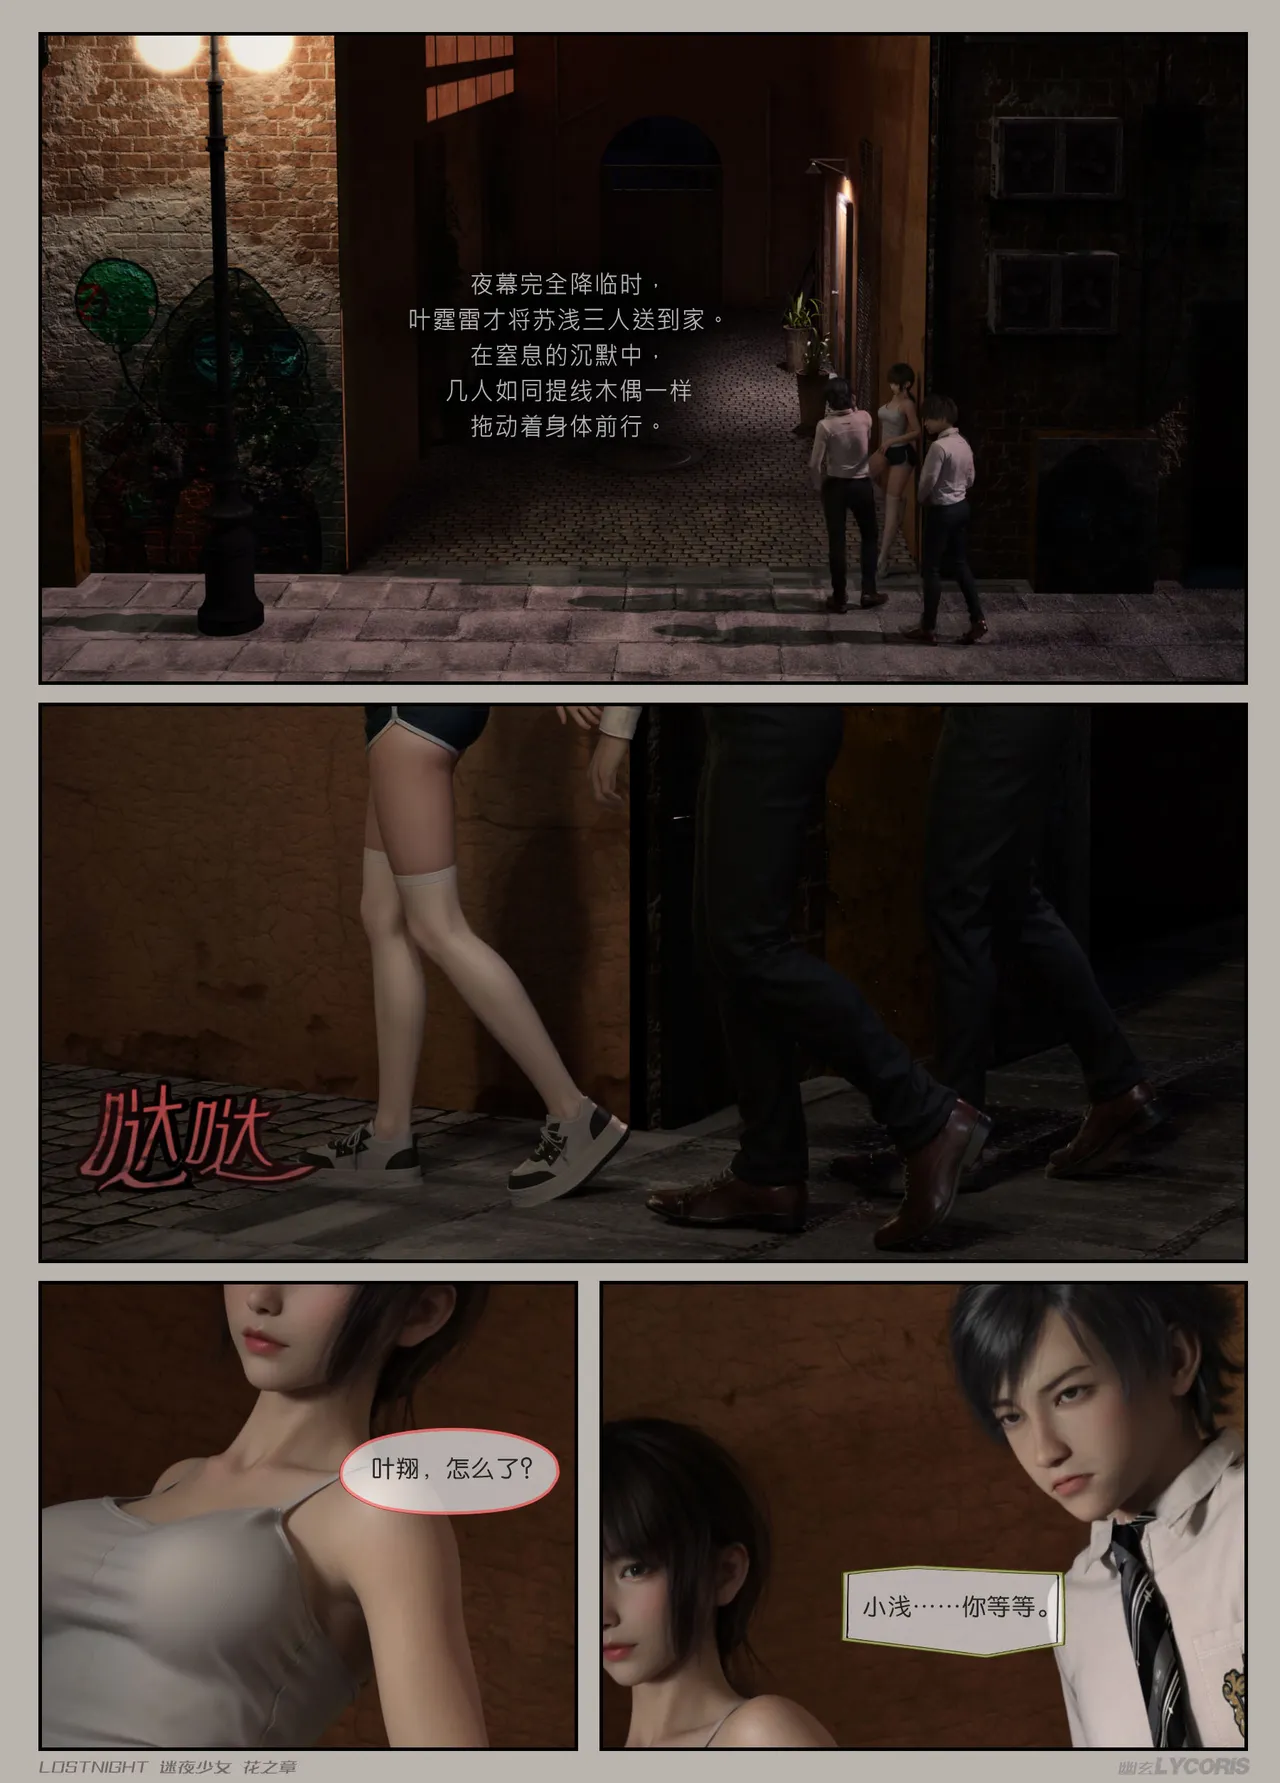 夜幕完全降临时，
叶霆雷才将苏浅三人送到家。
在窒息的沉默中，
几人如同提线木偶一样
拖动着身体前行。
哒哒
叶翔，怎么了？
小浅……你等等。
LOSTNIGHT 迷夜少女 花之章
幽玄LYCORIS